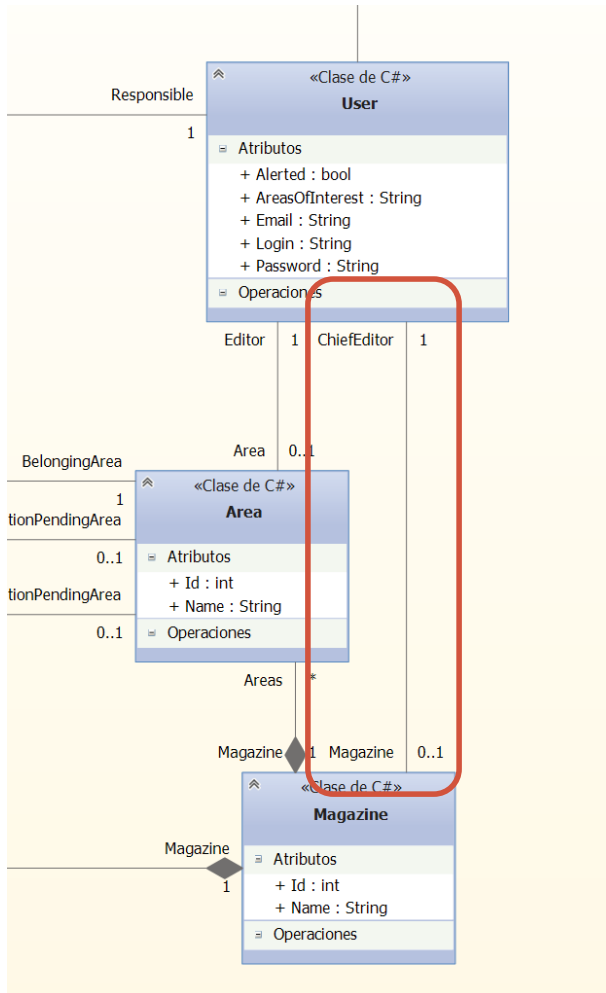 «Clase de C#»
User
Responsible
1
Atributos
+ Alerted : bool
+ AreasOfInterest : String
+ Email : String
+ Login : String
+ Password : String
Operaciones
Editor 1 ChiefEditor 1
Area 0..1
BelongingArea
1
«Clase de C#»
Area
tionPendingArea
0..1
Atributos
+ Id : int
+ Name : String
tionPendingArea
0..1
Operaciones
Areas *
Magazine 1 Magazine 0..1
«Clase de C#»
Magazine
Magazine
1
Atributos
+ Id : int
+ Name : String
Operaciones